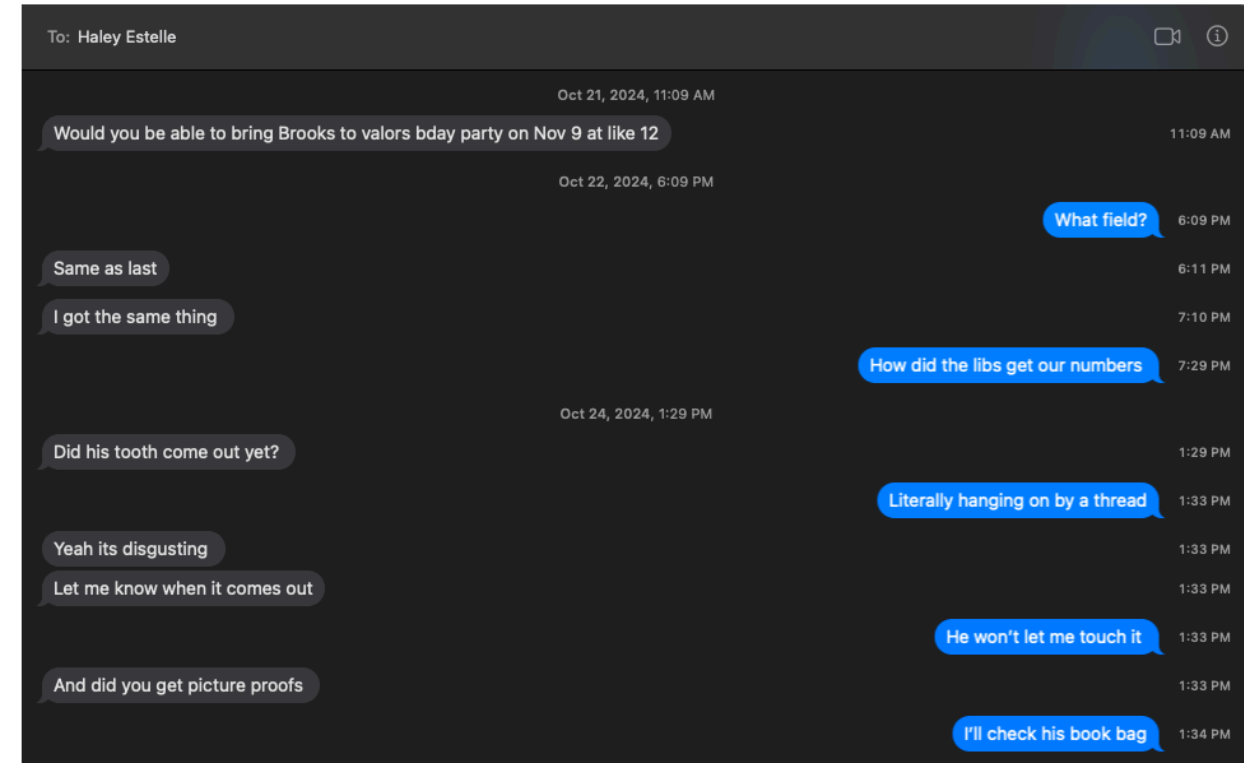 To: Haley Estelle
Oct 21, 2024, 11:09 AM
Would you be able to bring Brooks to valors bday party on Nov 9 at like 12
11:09 AM
Oct 22, 2024, 6:09 PM
What field?
6:09 PM
Same as last
6:11 PM
I got the same thing
7:10 PM
How did the libs get our numbers
7:29 PM
Oct 24, 2024, 1:29 PM
Did his tooth come out yet?
1:29 PM
Literally hanging on by a thread
1:33 PM
Yeah its disgusting
1:33 PM
Let me know when it comes out
1:33 PM
He won't let me touch it
1:33 PM
And did you get picture proofs
1:33 PM
I'll check his book bag
1:34 PM